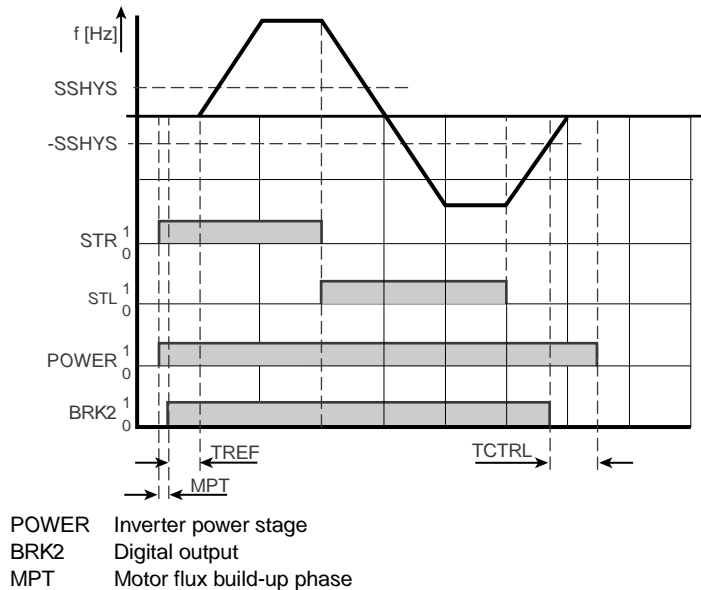 f [Hz]
SSHYS
-SSHYS
STR 1
0
STL 1
0
POWER 1
0
BRK2 1
0
TREF
TCTRL
MPT
POWER Inverter power stage
BRK2 Digital output
MPT Motor flux build-up phase